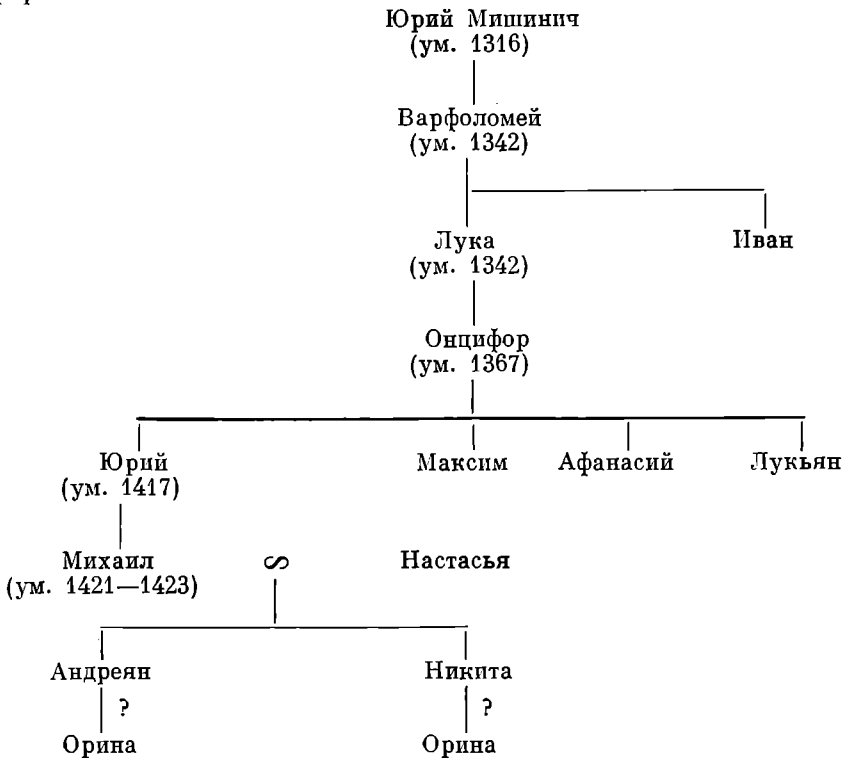 Юрий Мишинич
(ум. 1316)
Варфоломей
(ум. 1342)
Лука
Иван
(ум. 1342)
Онцифор
(ум. 1367)
Юрий Максим Афанасий Лукьян
(ум. 1417)
Михаил Настасья
(ум. 1421—1423)
Андреян Никита
? ?
Орина Орина